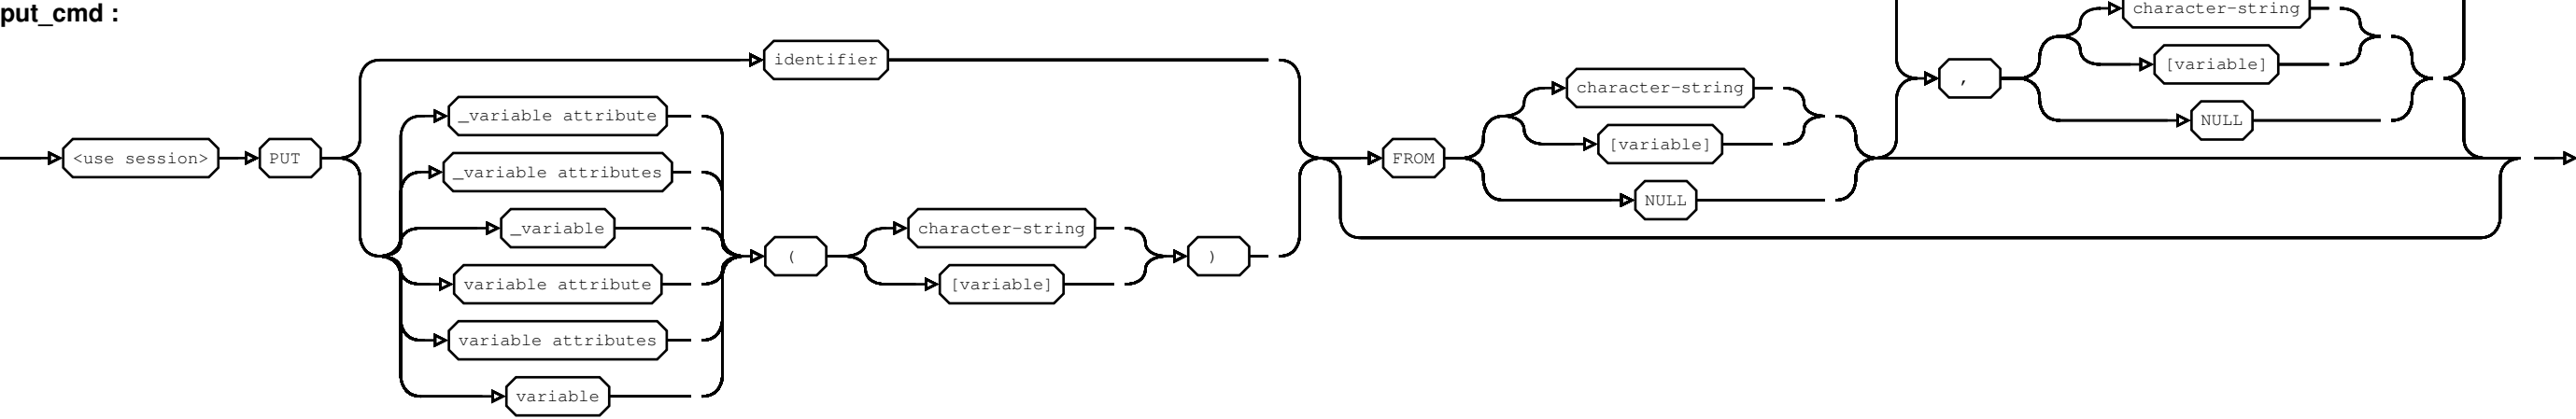 put_cmd :
character-string
identifier
[variable]
character-string
,
_variable attribute
NULL
[variable]
<use session>
PUT
FROM
_variable attributes
NULL
_variable
character-string
(
)
variable attribute
[variable]
variable attributes
variable